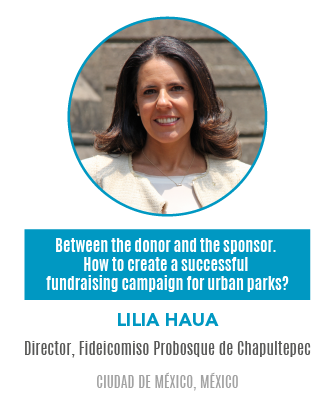 Between the donor and the sponsor.
How to create a successful
fundraising campaign for urban parks?
LILIA HAUA
Director, Fideicomiso Probosque de Chapultepec
CIUDAD DE MÉXICO, MÉXICO